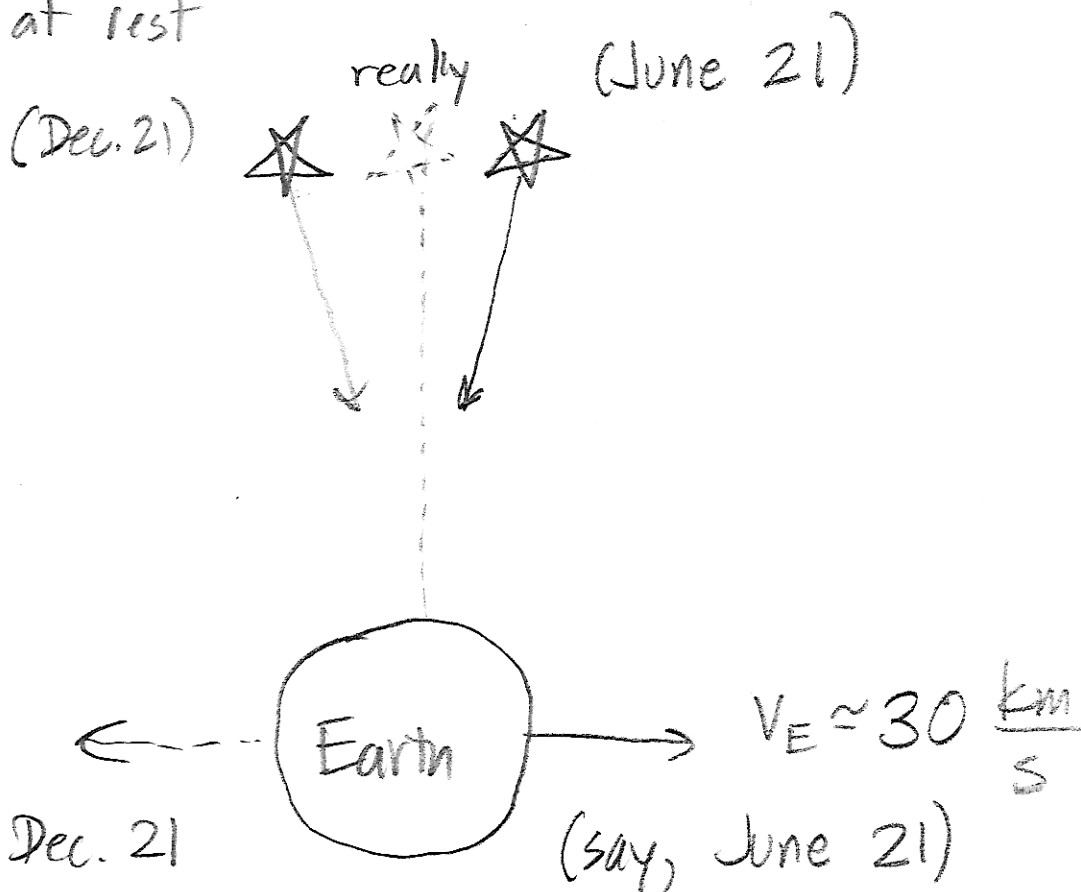 at rest
really
(June 21)
(Dec. 21)
Earth
V_E ≃ 30 km/s
Dec. 21
(say, June 21)